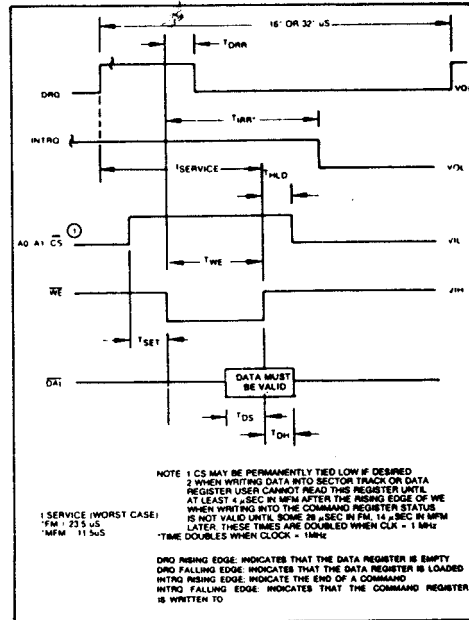 16* OR 32* uS
TDRR
DRQ
VOH
TIRR*
INTRQ
TSERVICE
VOL
THLD
A0 A1 CS 1
VIL
TWE
WE
TSET
DAL
DATA MUST
BE VALID
TDS
TDH
NOTE 1 CS MAY BE PERMANENTLY TIED LOW IF DESIRED
2 WHEN WRITING DATA INTO SECTOR TRACK OR DATA
REGISTER USER CANNOT READ THIS REGISTER UNTIL
AT LEAST 4 µSEC IN MFM AFTER THE RISING EDGE OF WE
WHEN WRITING INTO THE COMMAND REGISTER STATUS
IS NOT VALID UNTIL SOME 28 µSEC IN FM, 14 µSEC IN MFM
LATER. THESE TIMES ARE DOUBLED WHEN CLK = 1 MHz
*TIME DOUBLES WHEN CLOCK = 1MHz
SERVICE (WORST CASE)
*FM : 23.5 uS
*MFM 11.5uS
DRQ RISING EDGE: INDICATES THAT THE DATA REGISTER IS EMPTY
DRQ FALLING EDGE: INDICATES THAT THE DATA REGISTER IS LOADED
INTRQ RISING EDGE: INDICATE THE END OF A COMMAND
INTRQ FALLING EDGE: INDICATES THAT THE COMMAND REGISTER
IS WRITTEN TO